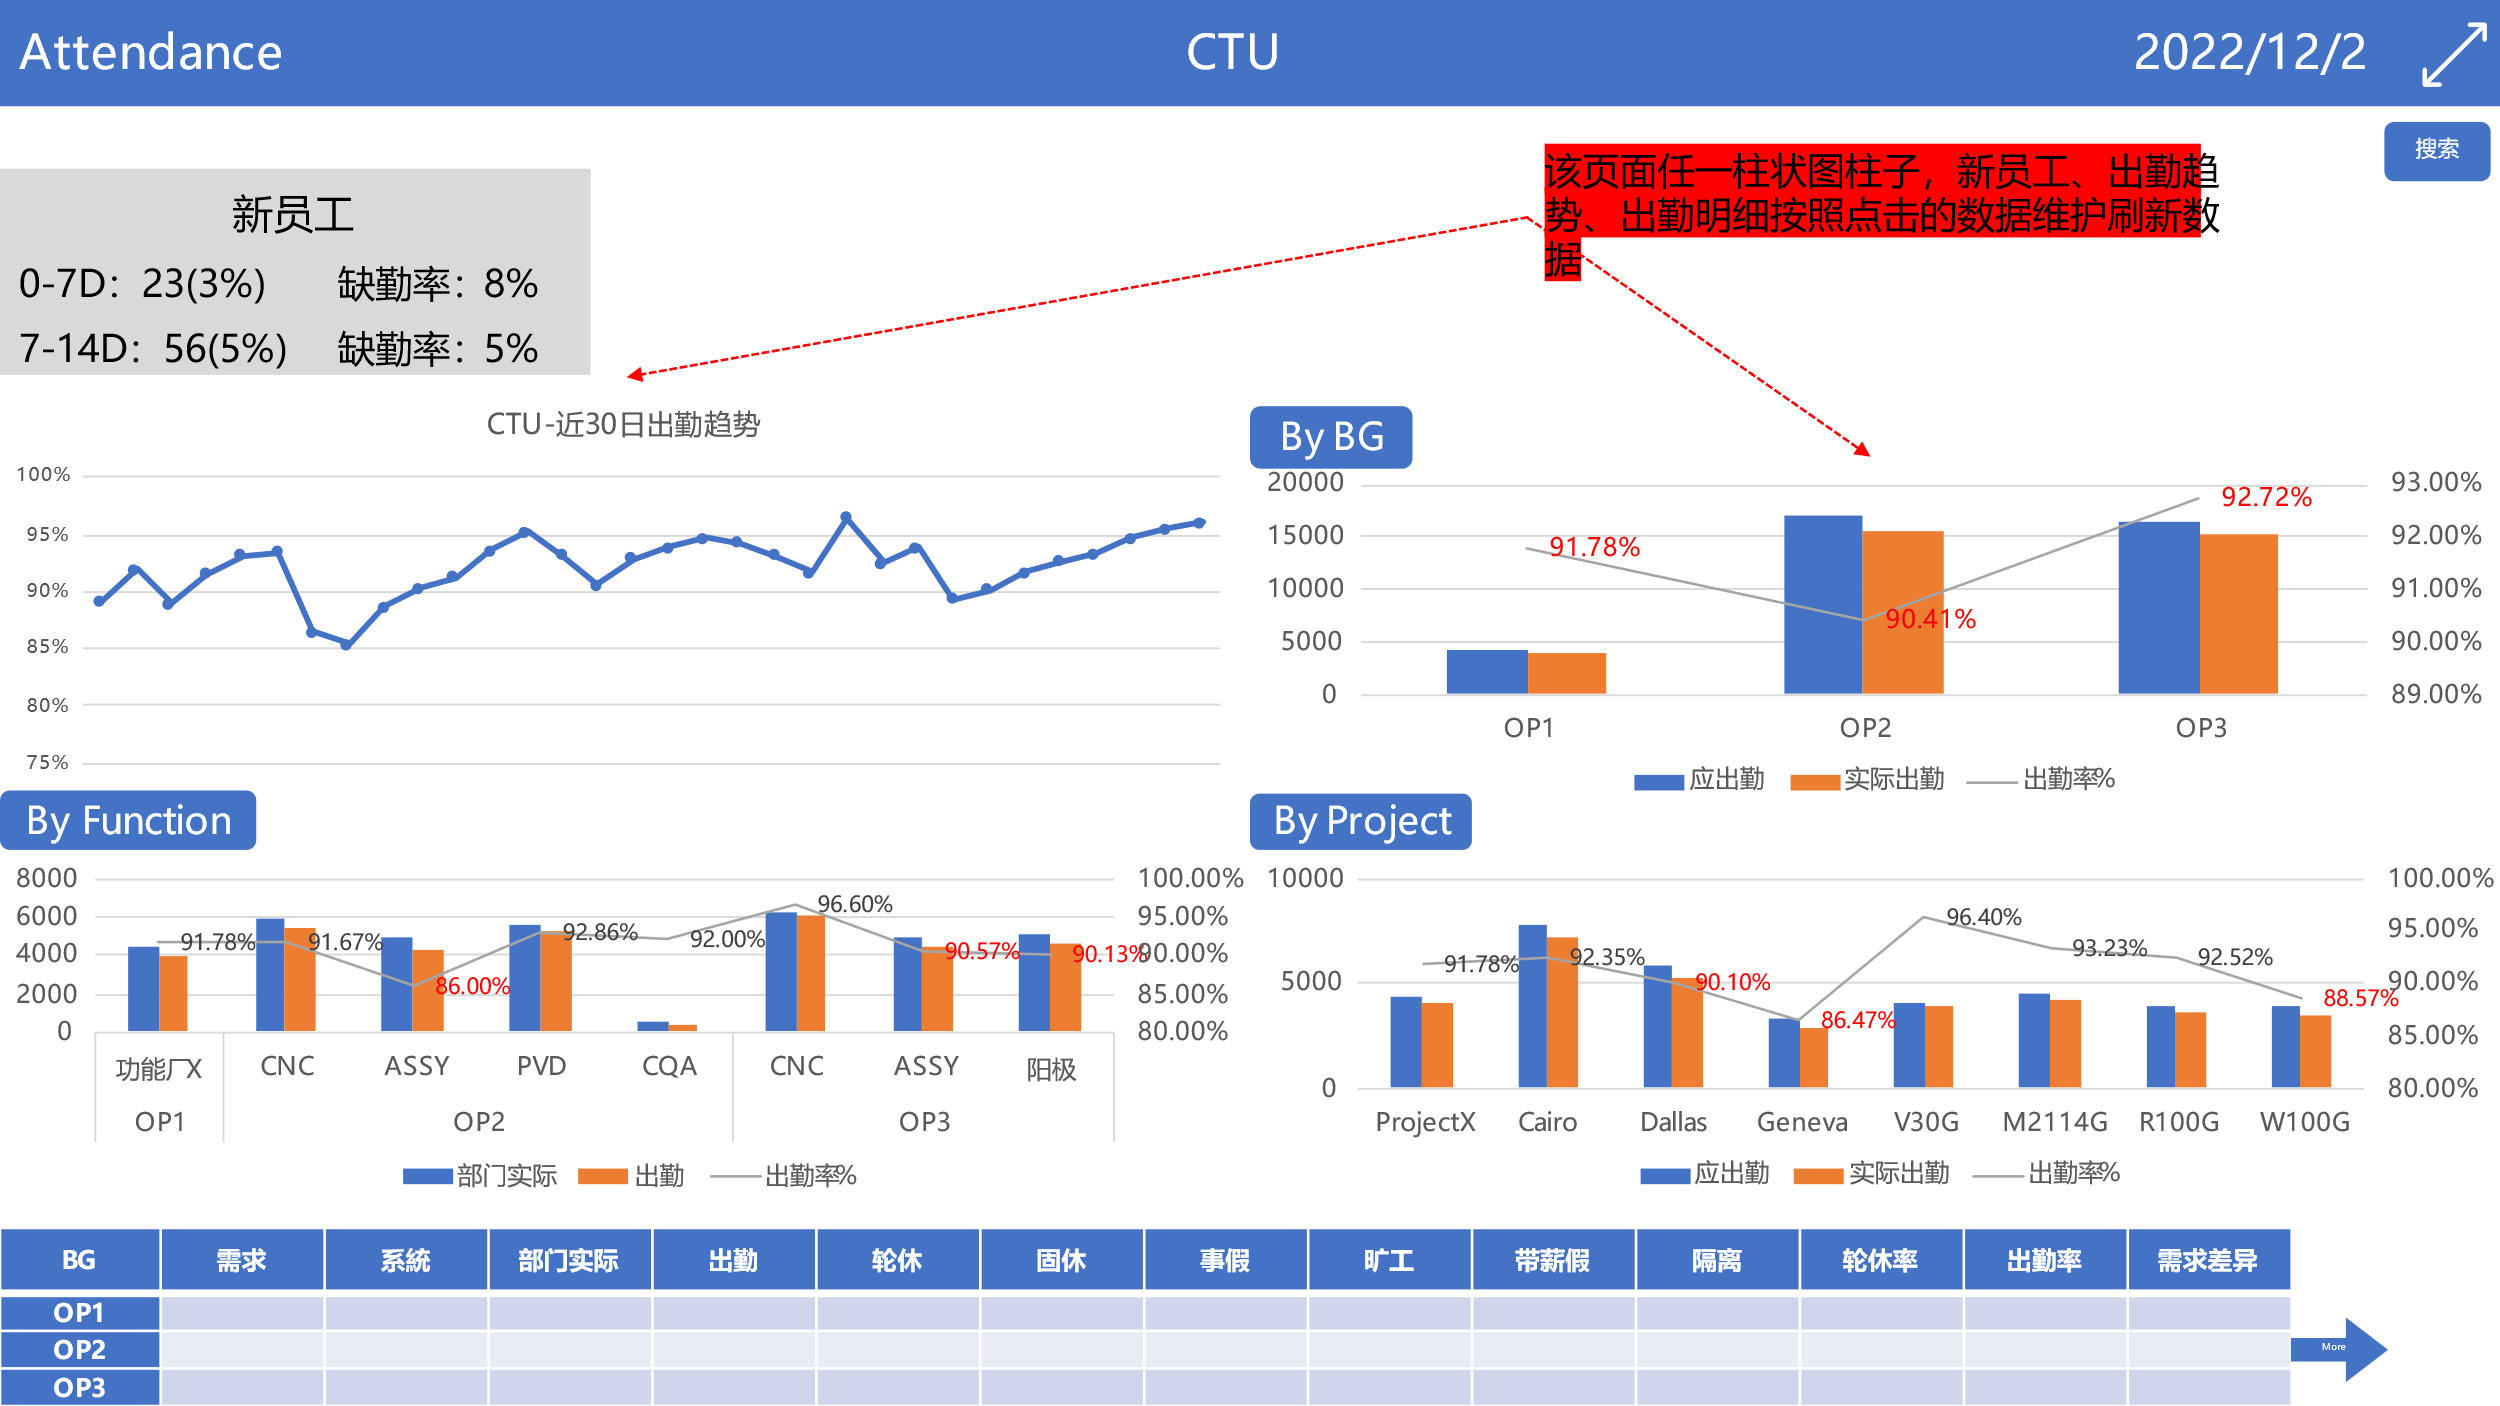 Attendance
CTU
2022/12/2
搜索
新员工
0-7D：23(3%) 缺勤率：8%
7-14D：56(5%) 缺勤率：5%
该页面任一柱状图柱子，新员工、出勤趋
势、出勤明细按照点击的数据维护刷新数
据
CTU-近30日出勤趋势
100%
95%
90%
85%
80%
75%
By BG
20000
15000
10000
5000
0
93.00%
92.00%
91.00%
90.00%
89.00%
91.78%
90.41%
92.72%
OP1 OP2 OP3
应出勤 实际出勤 出勤率%
By Function
8000
6000
4000
2000
0
100.00%
95.00%
90.00%
85.00%
80.00%
91.78%
91.67%
86.00%
92.86%
92.00%
96.60%
90.57%
90.13%
功能厂X CNC ASSY PVD CQA CNC ASSY 阳极
OP1 OP2 OP3
部门实际 出勤 出勤率%
By Project
10000
5000
0
100.00%
95.00%
90.00%
85.00%
80.00%
91.78%
92.35%
90.10%
86.47%
96.40%
93.23%
92.52%
88.57%
ProjectX Cairo Dallas Geneva V30G M2114G R100G W100G
应出勤 实际出勤 出勤率%
BG 需求 系統 部门实际 出勤 轮休 固休 事假 旷工 带薪假 隔离 轮休率 出勤率 需求差异
OP1
OP2
OP3
More